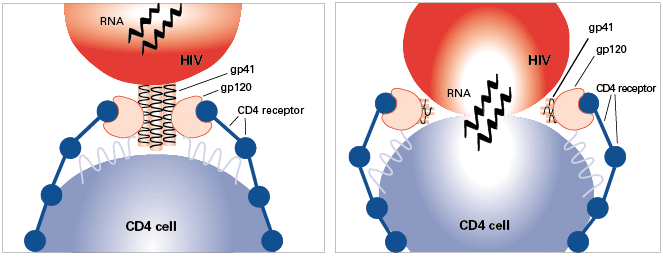 RNA
HIV
gp41
gp120
CD4 receptor
CD4 cell
gp41
gp120
HIV
CD4 receptor
RNA
CD4 cell